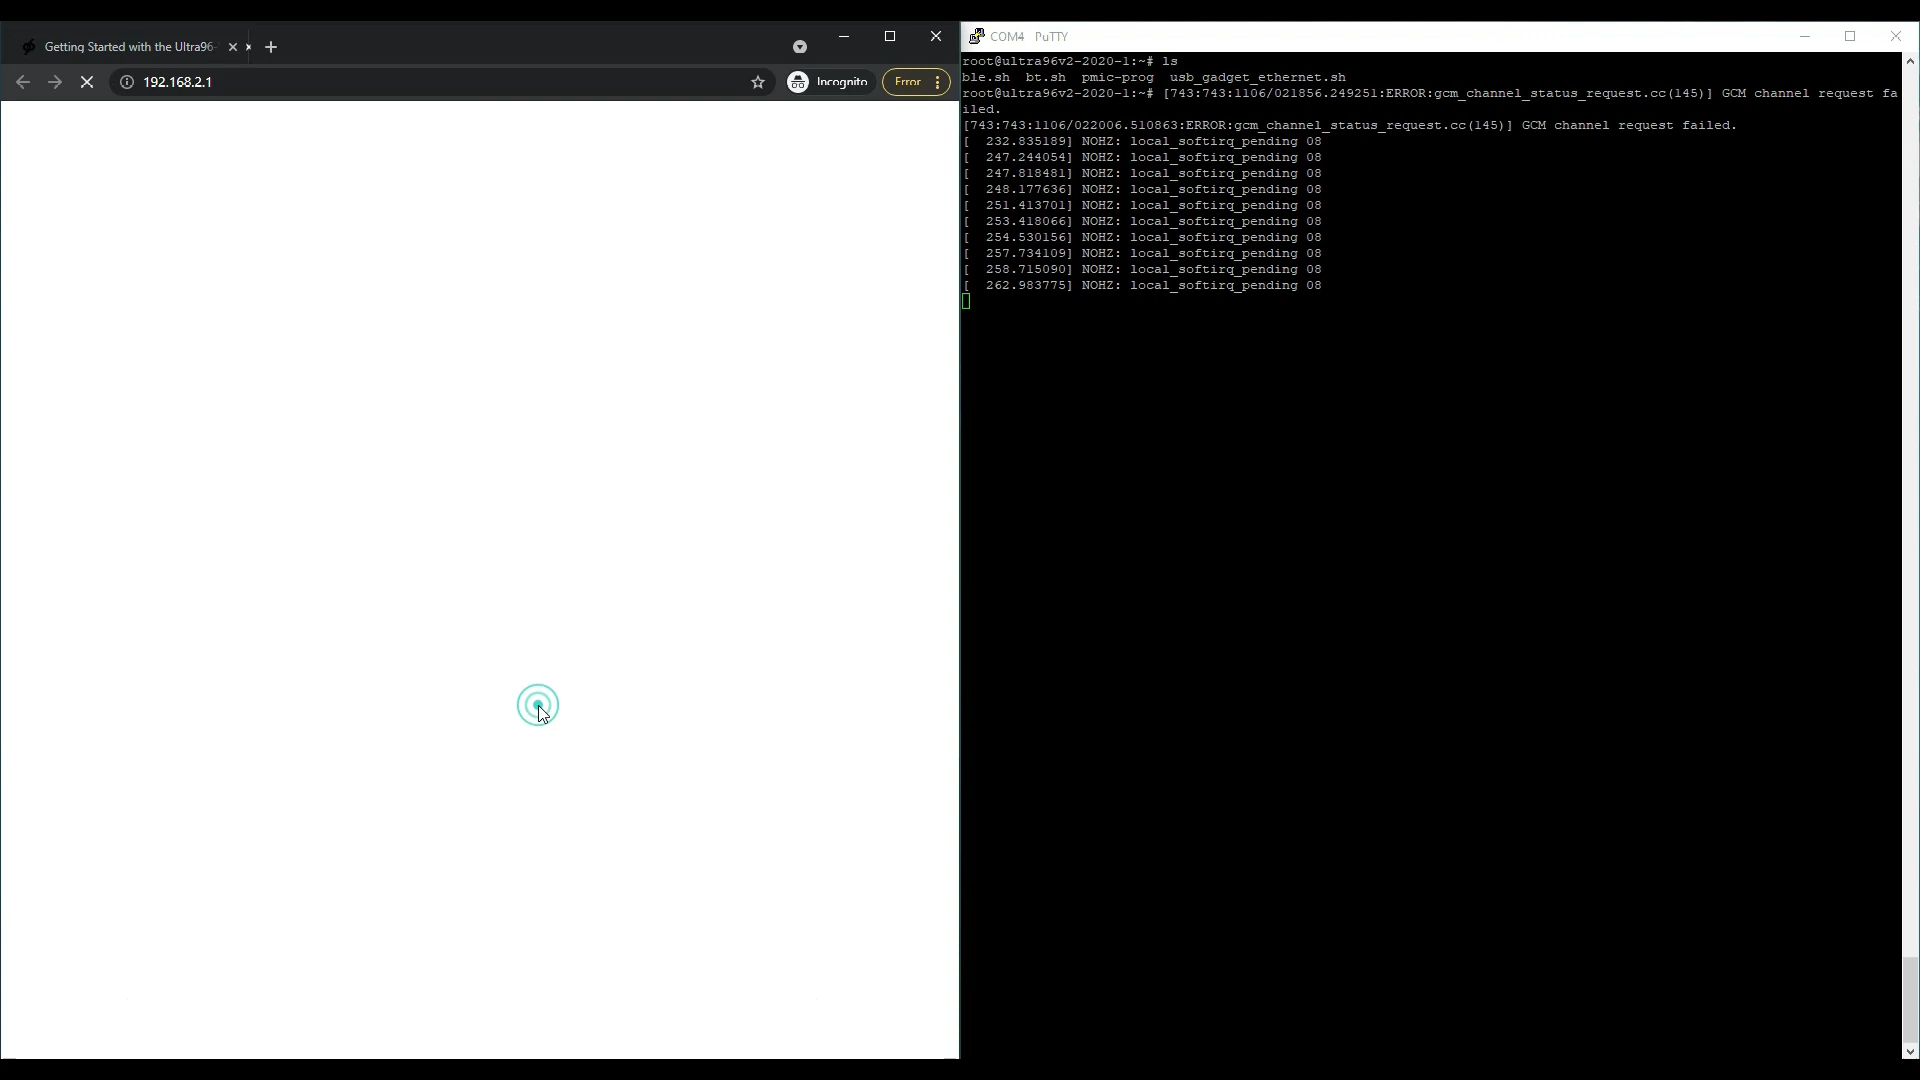 Getting Started with the Ultra96-
192.168.2.1
Incognito
Error
COM4 PuTTY
root@ultra96v2-2020-1:~# ls
ble.sh bt.sh pmic-prog usb_gadget_ethernet.sh
root@ultra96v2-2020-1:~# [743:743:1106/021856.249251:ERROR:gcm_channel_status_request.cc(145)] GCM channel request fa
iled.
[743:743:1106/022006.510863:ERROR:gcm_channel_status_request.cc(145)] GCM channel request failed.
[ 232.835189] NOHZ: local_softirq_pending 08
[ 247.244054] NOHZ: local_softirq_pending 08
[ 247.818481] NOHZ: local_softirq_pending 08
[ 248.177636] NOHZ: local_softirq_pending 08
[ 251.413701] NOHZ: local_softirq_pending 08
[ 253.418066] NOHZ: local_softirq_pending 08
[ 254.530156] NOHZ: local_softirq_pending 08
[ 257.734109] NOHZ: local_softirq_pending 08
[ 258.715090] NOHZ: local_softirq_pending 08
[ 262.983775] NOHZ: local_softirq_pending 08